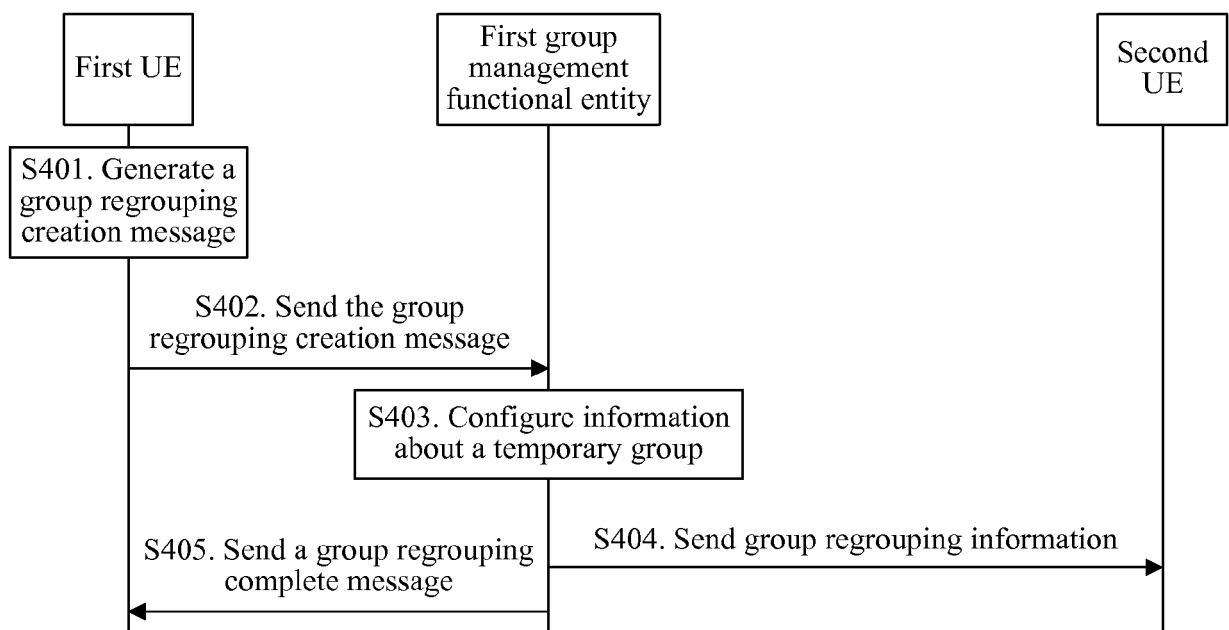 First UE
First group
management
functional entity
Second
UE
S401. Generate a
group regrouping
creation message
S402. Send the group
regrouping creation message
S403. Configure information
about a temporary group
S404. Send group regrouping information
S405. Send a group regrouping
complete message